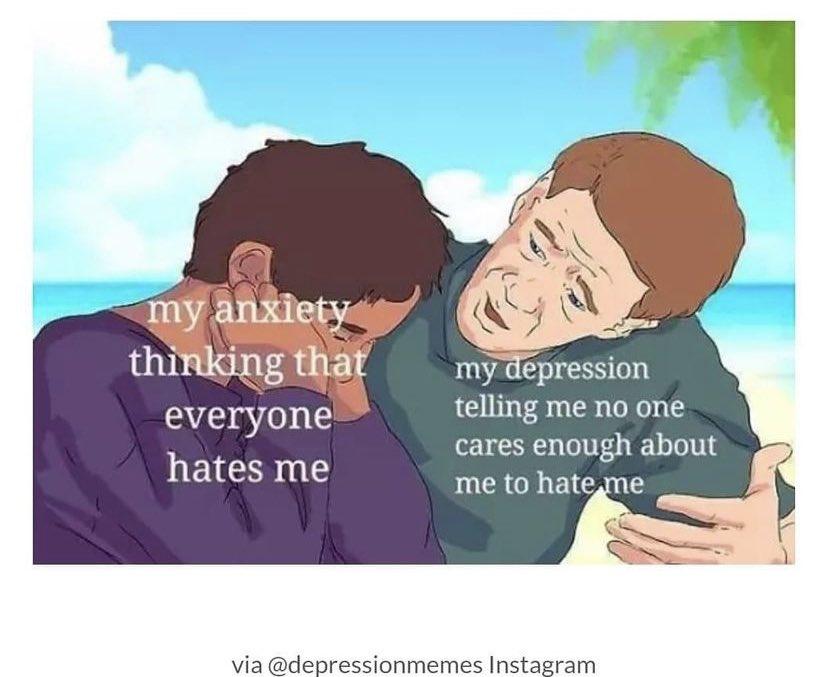 my anxiety
thinking that
everyone
hates me
my depression
telling me no one
cares enough about
me to hate me
via @depressionmemes Instagram